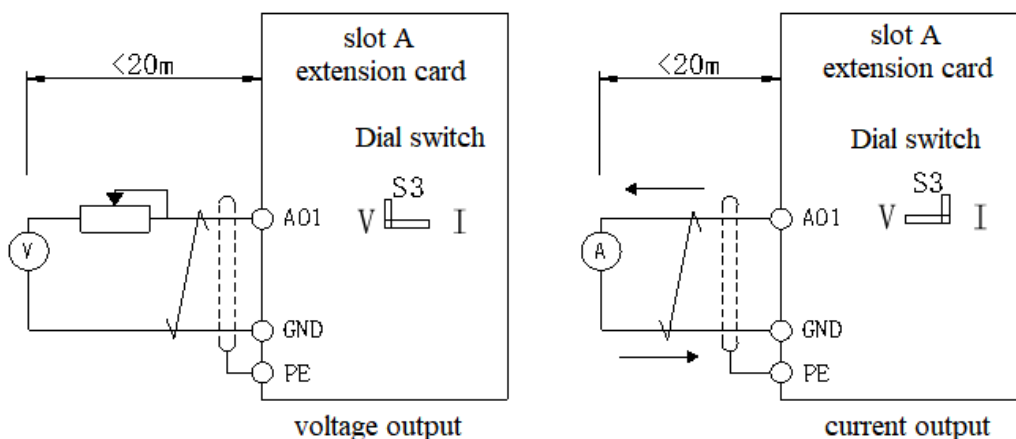 slot A
extension card
<20m
Dial switch
S3
V I
AO1
V
GND
PE
voltage output
slot A
extension card
<20m
Dial switch
S3
V I
AO1
A
GND
PE
current output